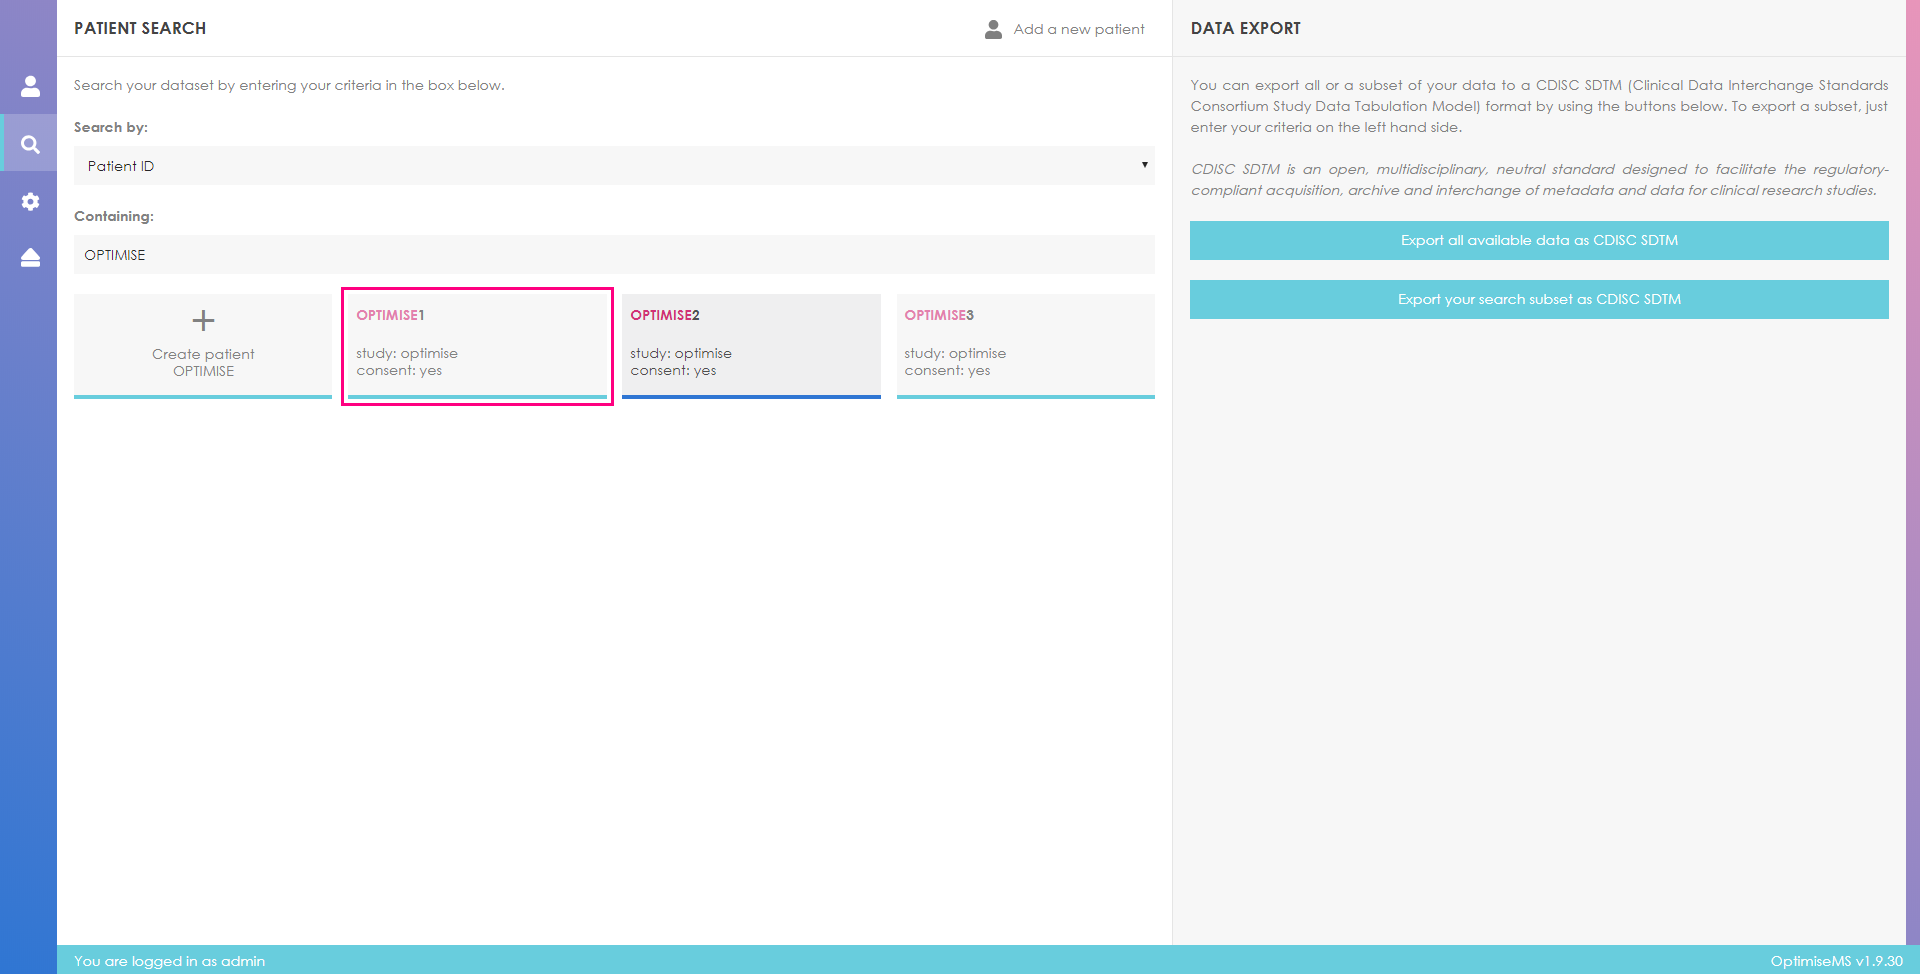 PATIENT SEARCH
Add a new patient
Search your dataset by entering your criteria in the box below.
Search by:
Patient ID
Containing:
OPTIMISE
Create patient
OPTIMISE
OPTIMISE1
study: optimise
consent: yes
OPTIMISE2
study: optimise
consent: yes
OPTIMISE3
study: optimise
consent: yes
DATA EXPORT
You can export all or a subset of your data to a CDISC SDTM (Clinical Data Interchange Standards
Consortium Study Data Tabulation Model) format by using the buttons below. To export a subset, just
enter your criteria on the left hand side.
CDISC SDTM is an open, multidisciplinary, neutral standard designed to facilitate the regulatory-
compliant acquisition, archive and interchange of metadata and data for clinical research studies.
Export all available data as CDISC SDTM
Export your search subset as CDISC SDTM
You are logged in as admin
OptimiseMS v1.9.30